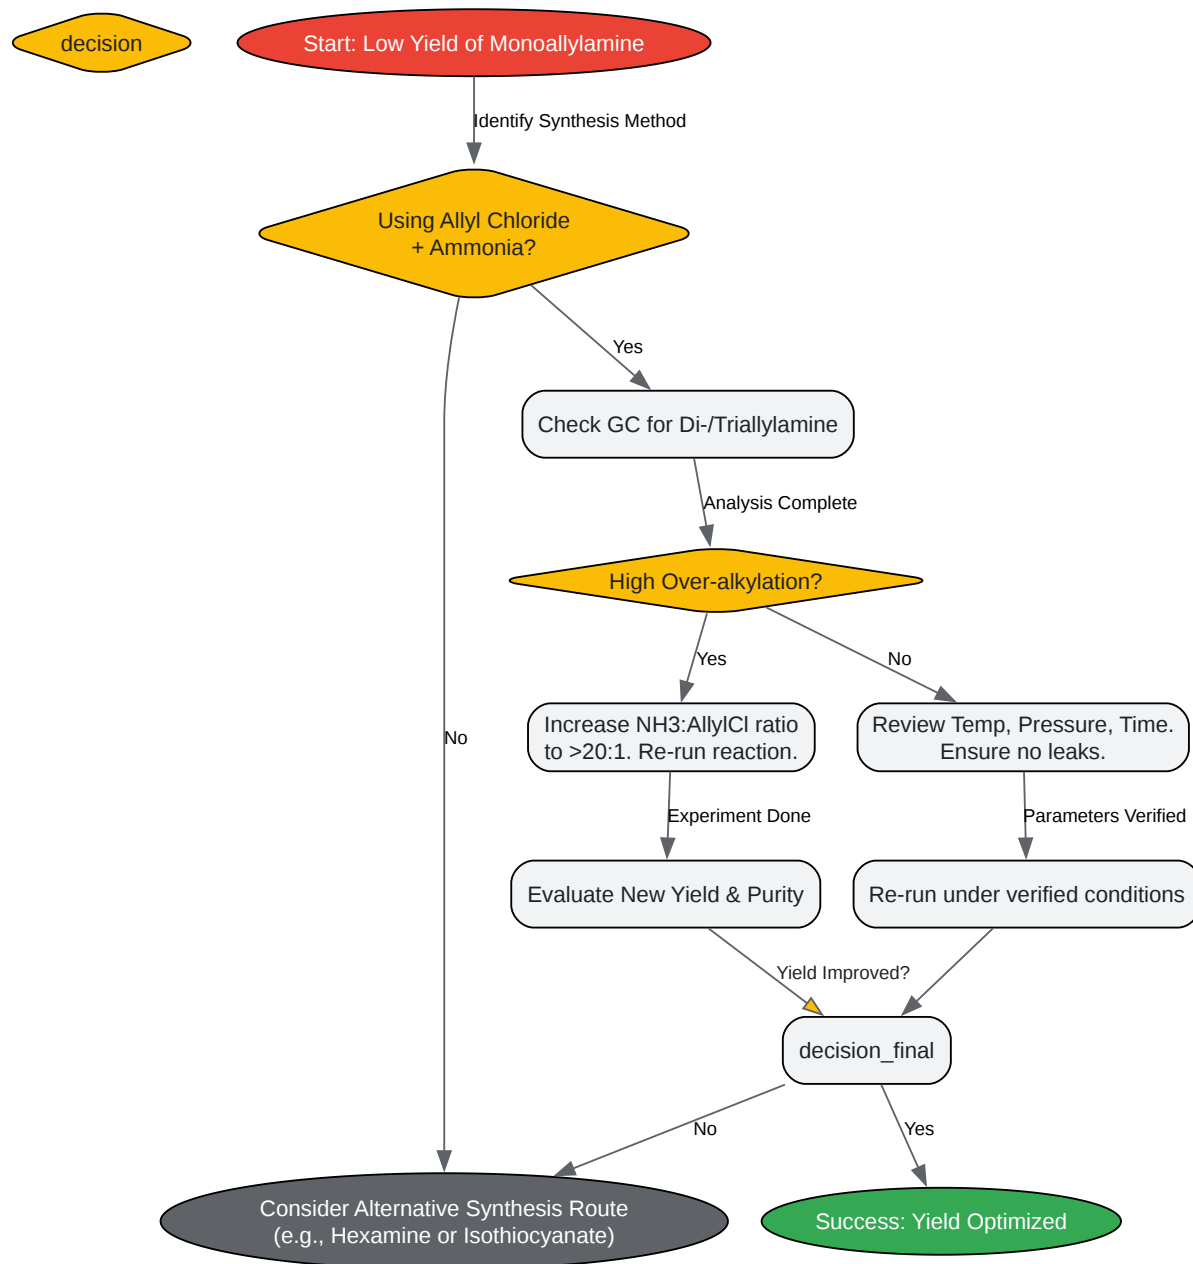 decision
Start: Low Yield of Monoallylamine
Identify Synthesis Method
Using Allyl Chloride
+ Ammonia?
Yes
Check GC for Di-/Triallylamine
Analysis Complete
High Over-alkylation?
Yes
No
Increase NH3:AllylCl ratio
to >20:1. Re-run reaction.
Review Temp, Pressure, Time.
Ensure no leaks.
No
Experiment Done
Parameters Verified
Evaluate New Yield & Purity
Re-run under verified conditions
Yield Improved?
decision_final
No
Yes
Consider Alternative Synthesis Route
(e.g., Hexamine or Isothiocyanate)
Success: Yield Optimized